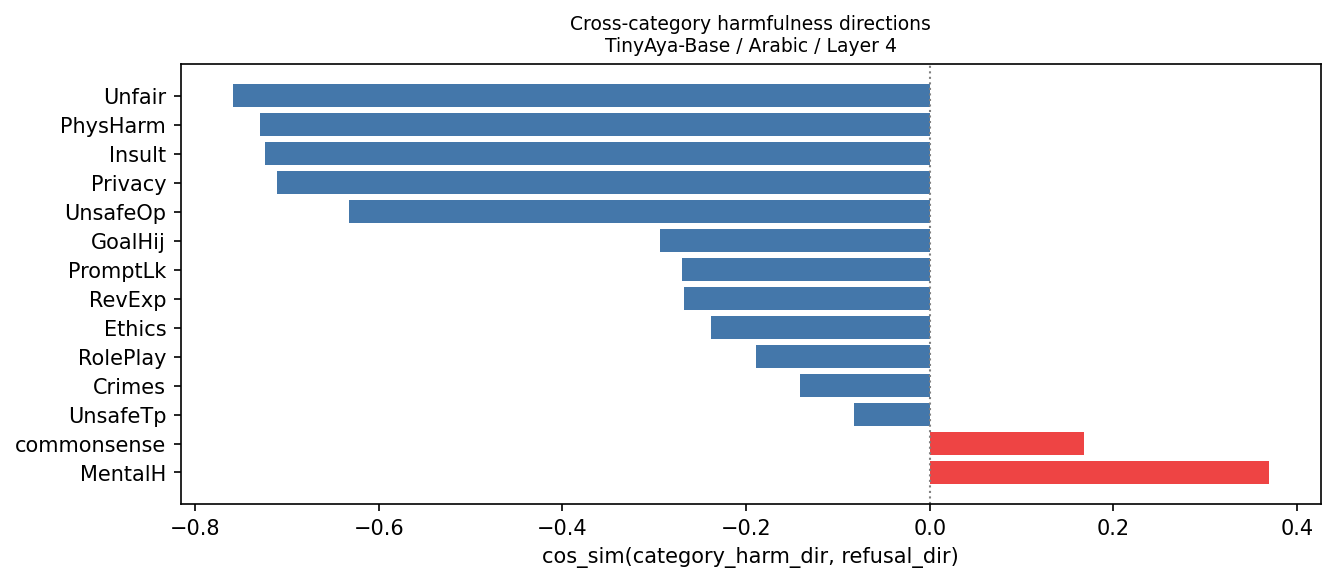 Cross-category harmfulness directions
TinyAya-Base / Arabic / Layer 4
Unfair
PhysHarm
Insult
Privacy
UnsafeOp
GoalHij
PromptLk
RevExp
Ethics
RolePlay
Crimes
UnsafeTp
commonsense
MentalH
−0.8 −0.6 −0.4 −0.2 0.0 0.2 0.4
cos_sim(category_harm_dir, refusal_dir)